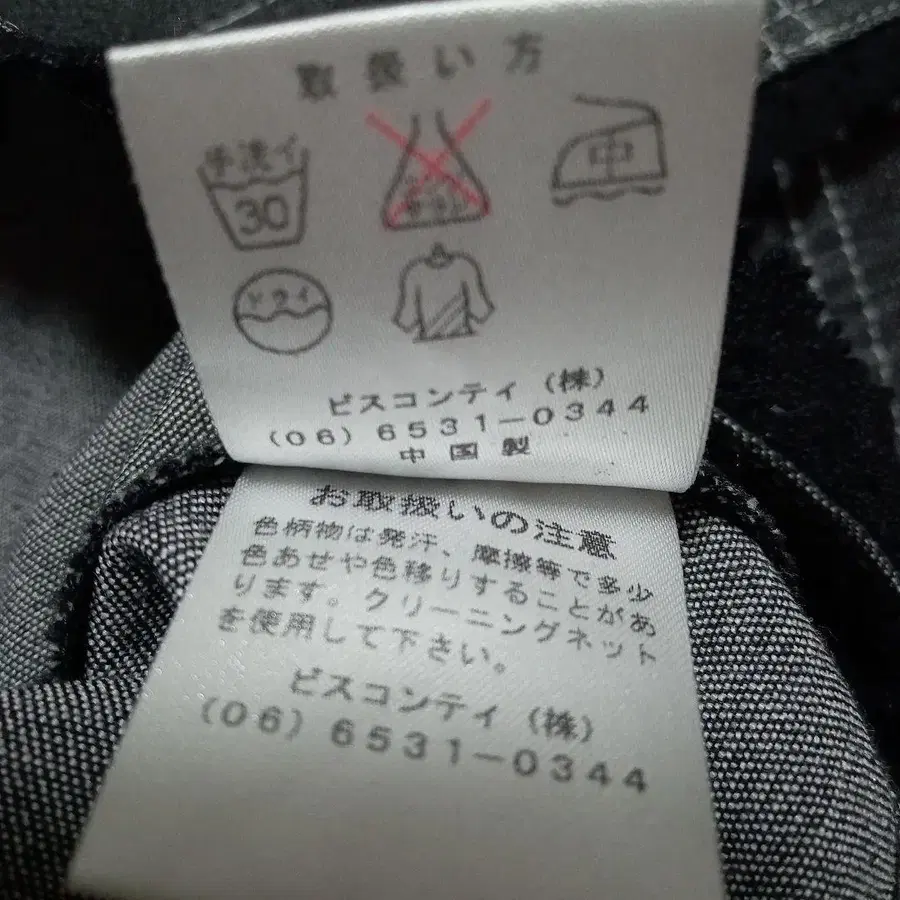 取扱い方
手洗イ
30
中
ドライ
ビスコンティ（株）
（06）6531−0344
中国製
お取扱いの注意
色柄物は発汗、摩擦等で多少
色あせや色移りすることがあ
ります。クリーニングネット
を使用して下さい。
ビスコンティ（株）
（06）6531−0344